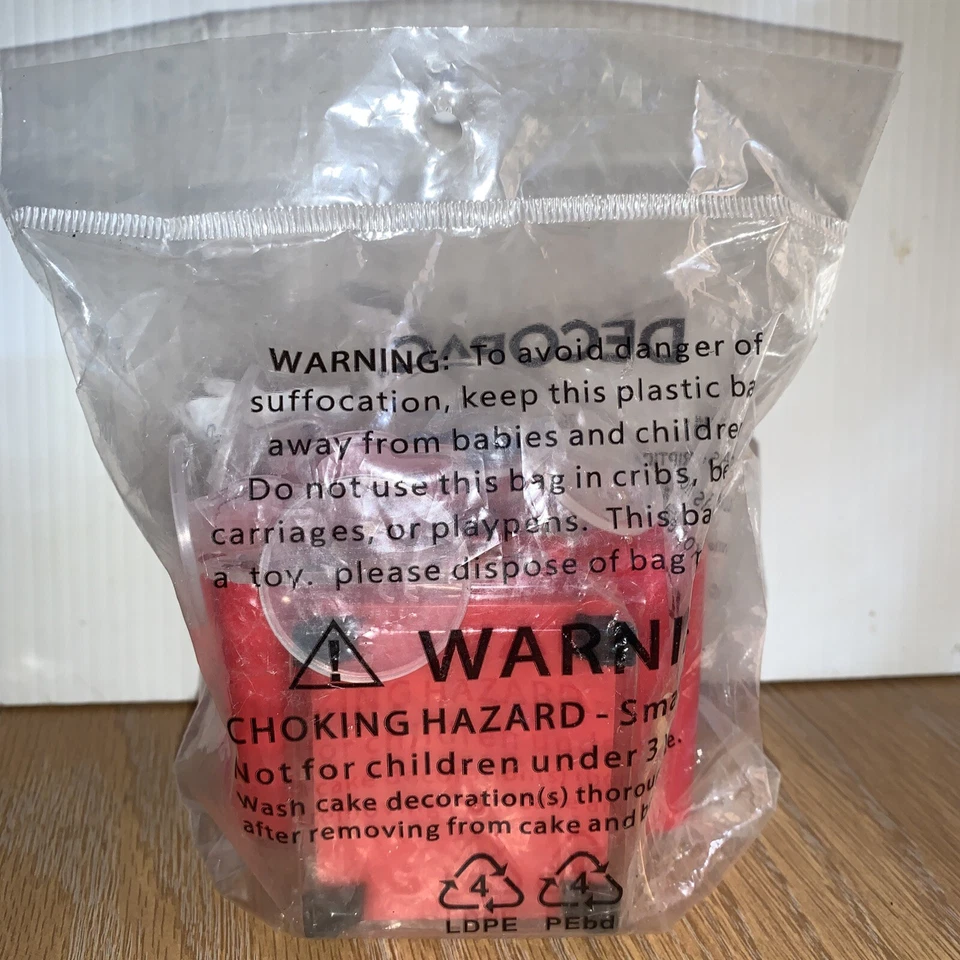 DECOPAC
WARNING: To avoid danger of
suffocation, keep this plastic ba
away from babies and childre
Do not use this bag in cribs, be
carriages, or playpens. This ba
a toy. please dispose of bag
WARNI
CHOKING HAZARD - Sma
Not for children under 3
Wash cake decoration(s) thorou
after removing from cake and b
4 4
LDPE PEbd